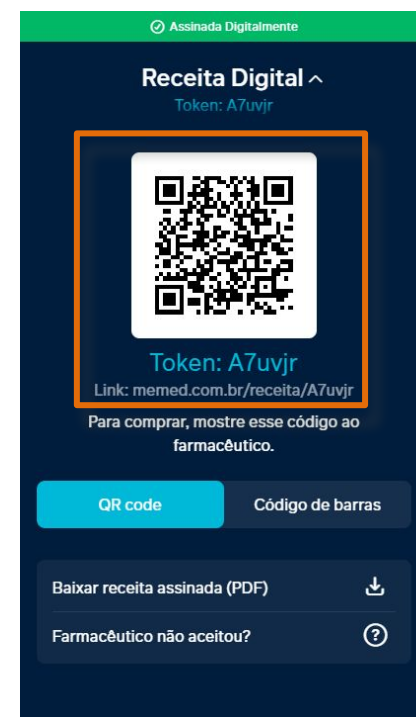 Assinada Digitalmente
Receita Digital
Token: A7uvjr
Token: A7uvjr
Link: memed.com.br/receita/A7uvjr
Para comprar, mostre esse código ao
farmacêutico.
QR code
Código de barras
Baixar receita assinada (PDF)
Farmacêutico não aceitou?